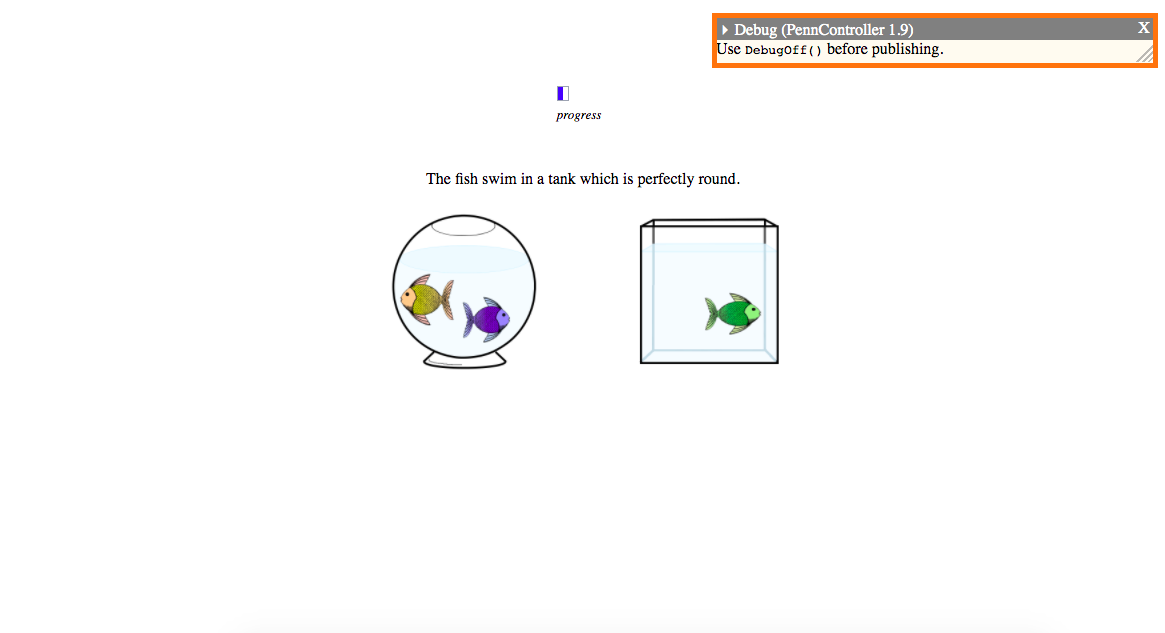 Debug (PennController 1.9)
X
Use DebugOff() before publishing.
progress
The fish swim in a tank which is perfectly round.